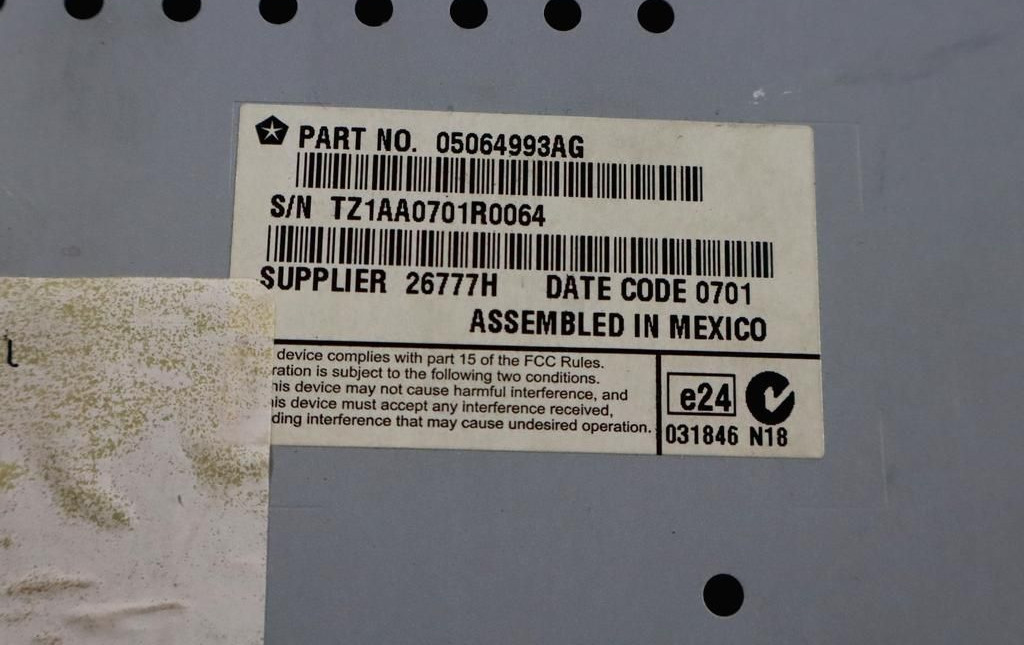 PART NO. 05064993AG
S/N TZ1AA0701R0064
SUPPLIER 26777H DATE CODE 0701
ASSEMBLED IN MEXICO
device complies with part 15 of the FCC Rules.
ration is subject to the following two conditions.
his device may not cause harmful interference, and
is device must accept any interference received,
ding interference that may cause undesired operation.
e24
031846 N18